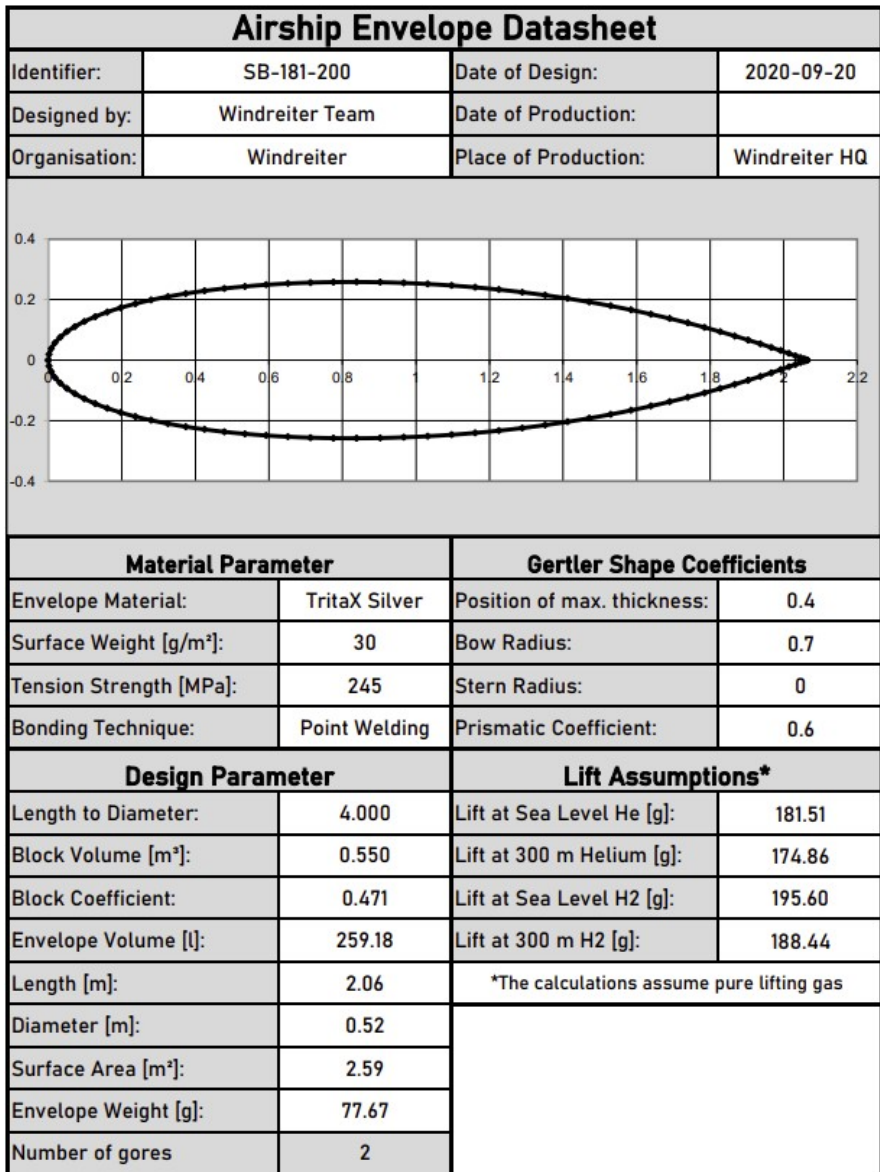 Airship Envelope Datasheet
Identifier: SB-181-200 Date of Design: 2020-09-20
Designed by: Windreiter Team Date of Production:
Organisation: Windreiter Place of Production: Windreiter HQ
0.4
0.2
0
0 0.2 0.4 0.6 0.8 1 1.2 1.4 1.6 1.8 2 2.2
-0.2
-0.4
Material Parameter Gertler Shape Coefficients
Envelope Material: TritaX Silver Position of max. thickness: 0.4
Surface Weight [g/m²]: 30 Bow Radius: 0.7
Tension Strength [MPa]: 245 Stern Radius: 0
Bonding Technique: Point Welding Prismatic Coefficient: 0.6
Design Parameter Lift Assumptions*
Length to Diameter: 4.000 Lift at Sea Level He [g]: 181.51
Block Volume [m³]: 0.550 Lift at 300 m Helium [g]: 174.86
Block Coefficient: 0.471 Lift at Sea Level H2 [g]: 195.60
Envelope Volume [l]: 259.18 Lift at 300 m H2 [g]: 188.44
Length [m]: 2.06 *The calculations assume pure lifting gas
Diameter [m]: 0.52
Surface Area [m²]: 2.59
Envelope Weight [g]: 77.67
Number of gores 2